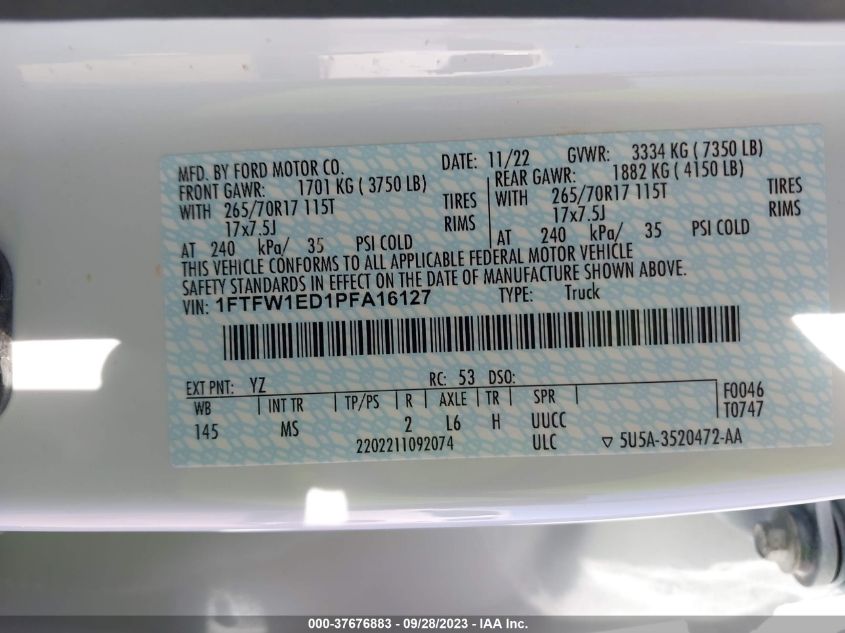 MFD. BY FORD MOTOR CO. DATE: 11/22 GVWR: 3334 KG ( 7350 LB)
FRONT GAWR: 1701 KG ( 3750 LB) REAR GAWR: 1882 KG ( 4150 LB)
WITH 265/70R17 115T TIRES WITH 265/70R17 115T TIRES
17x7.5J RIMS 17x7.5J RIMS
AT 240 kPa/ 35 PSI COLD AT 240 kPa/ 35 PSI COLD
THIS VEHICLE CONFORMS TO ALL APPLICABLE FEDERAL MOTOR VEHICLE
SAFETY STANDARDS IN EFFECT ON THE DATE OF MANUFACTURE SHOWN ABOVE.
VIN: 1FTFW1ED1PFA16127 TYPE: Truck
EXT PNT: YZ RC: 53 DSO:
WB INT TR TP/PS R AXLE TR SPR F0046
145 MS 2 L6 H UUCC T0747
2202211092074 ULC ▽ 5U5A-3520472-AA
000-37676883 / 09/28/2023 - IAA Inc.